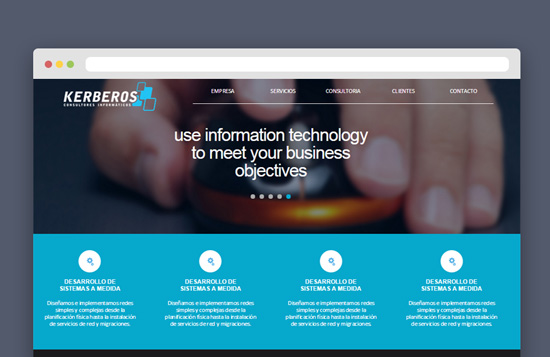 KERBEROS
CONSULTORES INFORMÁTICOS
EMPRESA SERVICIOS CONSULTORIA CLIENTES CONTACTO
use information technology
to meet your business
objectives
DESARROLLO DE
SISTEMAS A MEDIDA
Diseñamos e implementamos redes
simples y complejas desde la
planificación física hasta la instalación
de servicios de red y migraciones.
DESARROLLO DE
SISTEMAS A MEDIDA
Diseñamos e implementamos redes
simples y complejas desde la
planificación física hasta la instalación
de servicios de red y migraciones.
DESARROLLO DE
SISTEMAS A MEDIDA
Diseñamos e implementamos redes
simples y complejas desde la
planificación física hasta la instalación
de servicios de red y migraciones.
DESARROLLO DE
SISTEMAS A MEDIDA
Diseñamos e implementamos redes
simples y complejas desde la
planificación física hasta la instalación
de servicios de red y migraciones.